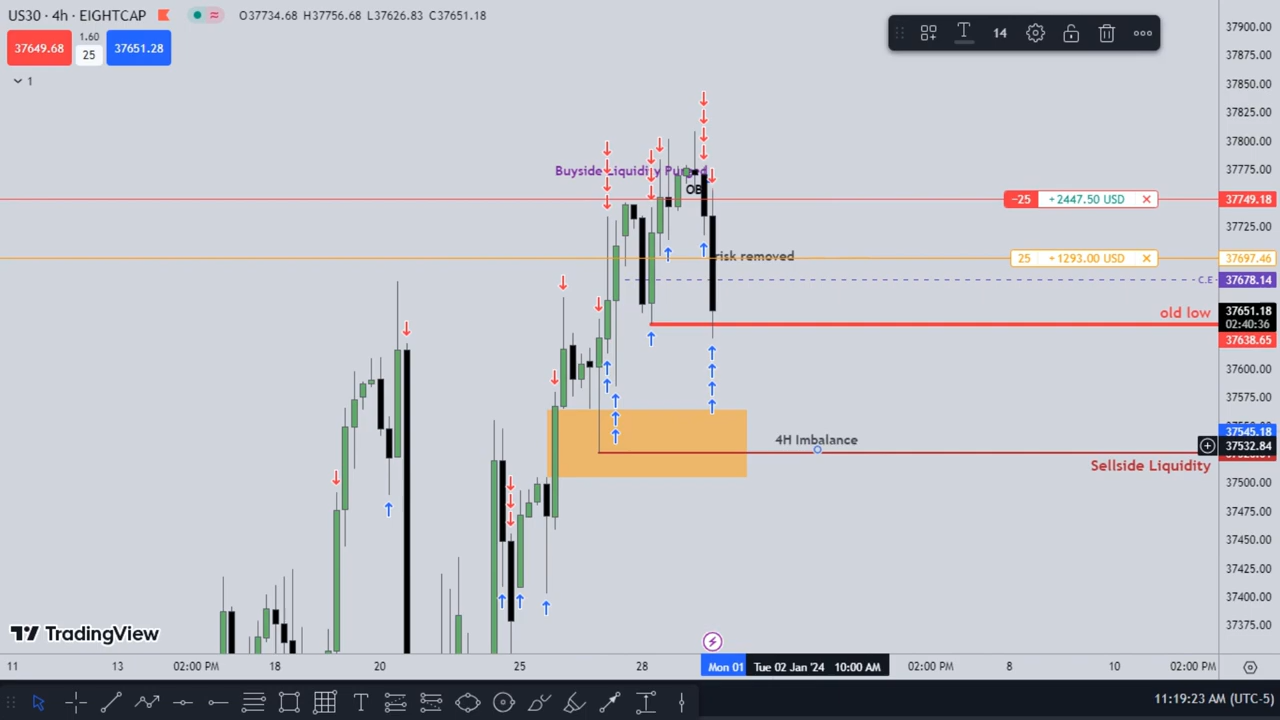 US30 · 4h · EIGHTCAP O37734.68 H37756.68 L37626.83 C37651.18
37649.68 1.60 25 37651.28
1
14
37900.00
37875.00
37850.00
37825.00
37800.00
37775.00
Buyside Liquidity Purged
OB
-25 +2447.50 USD 37749.18
37725.00
risk removed 25 +1293.00 USD 37697.46
C.E 37678.14
old low 37651.18
02:40:36
37638.65
37600.00
37575.00
37545.18
4H Imbalance 37532.84
Sellside Liquidity
37500.00
37475.00
37450.00
37425.00
37400.00
37375.00
TradingView
11 13 02:00 PM 18 20 25 28 Mon 01 Tue 02 Jan '24 10:00 AM 02:00 PM 8 10 02:00 PM
11:19:23 AM (UTC-5)